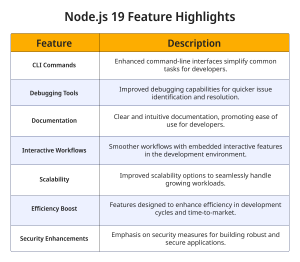 Node.js 19 Feature Highlights
Feature
Description
CLI Commands
Enhanced command-line interfaces simplify common
tasks for developers.
Debugging Tools
Improved debugging capabilities for quicker issue
identification and resolution.
Documentation
Clear and intuitive documentation, promoting ease of
use for developers.
Interactive Workflows
Smoother workflows with embedded interactive features
in the development environment.
Scalability
Improved scalability options to seamlessly handle
growing workloads.
Efficiency Boost
Features designed to enhance efficiency in development
cycles and time-to-market.
Security Enhancements
Emphasis on security measures for building robust and
secure applications.